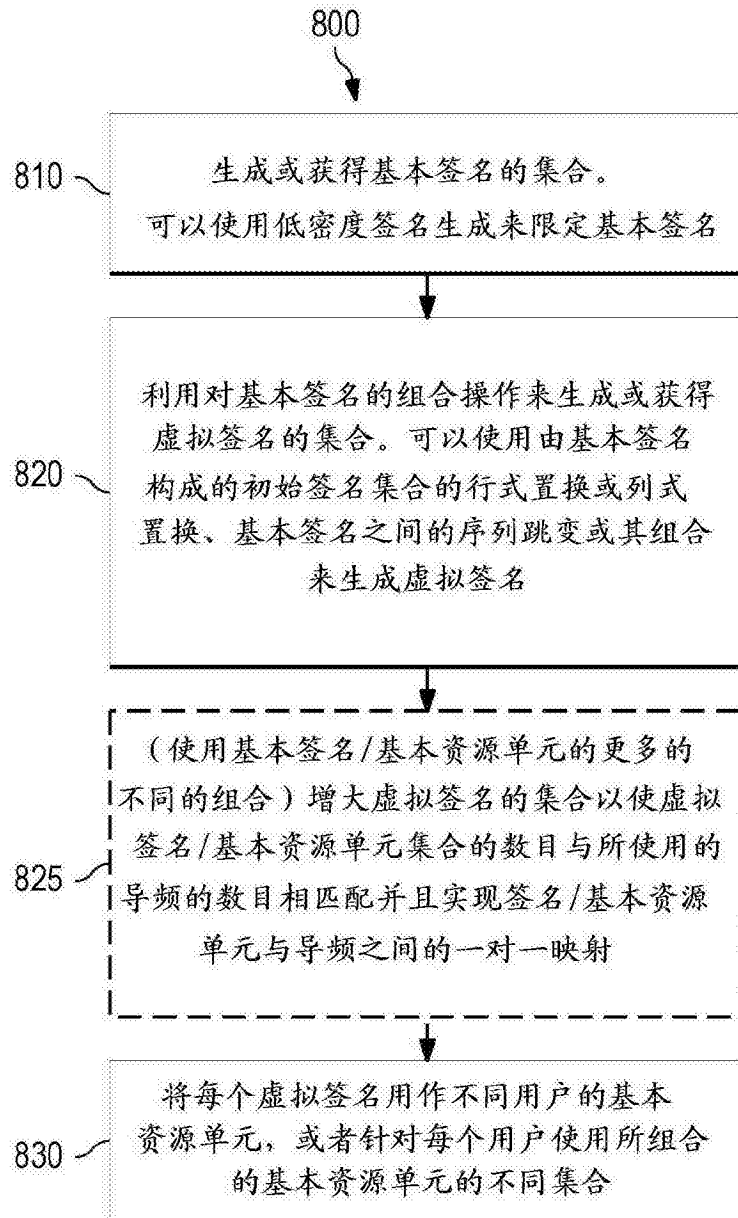 800
810
生成或获得基本签名的集合。
可以使用低密度签名生成来限定基本签名
820
利用对基本签名的组合操作来生成或获得
虚拟签名的集合。可以使用由基本签名
构成的初始签名集合的行式置换或列式
置换、基本签名之间的序列跳变或其组合
来生成虚拟签名
825
（使用基本签名/基本资源单元的更多的
不同的组合）增大虚拟签名的集合以使虚拟
签名/基本资源单元集合的数目与所使用的
导频的数目相匹配并且实现签名/基本资源
单元与导频之间的一对一映射
830
将每个虚拟签名用作不同用户的基本
资源单元，或者针对每个用户使用所组合
的基本资源单元的不同集合